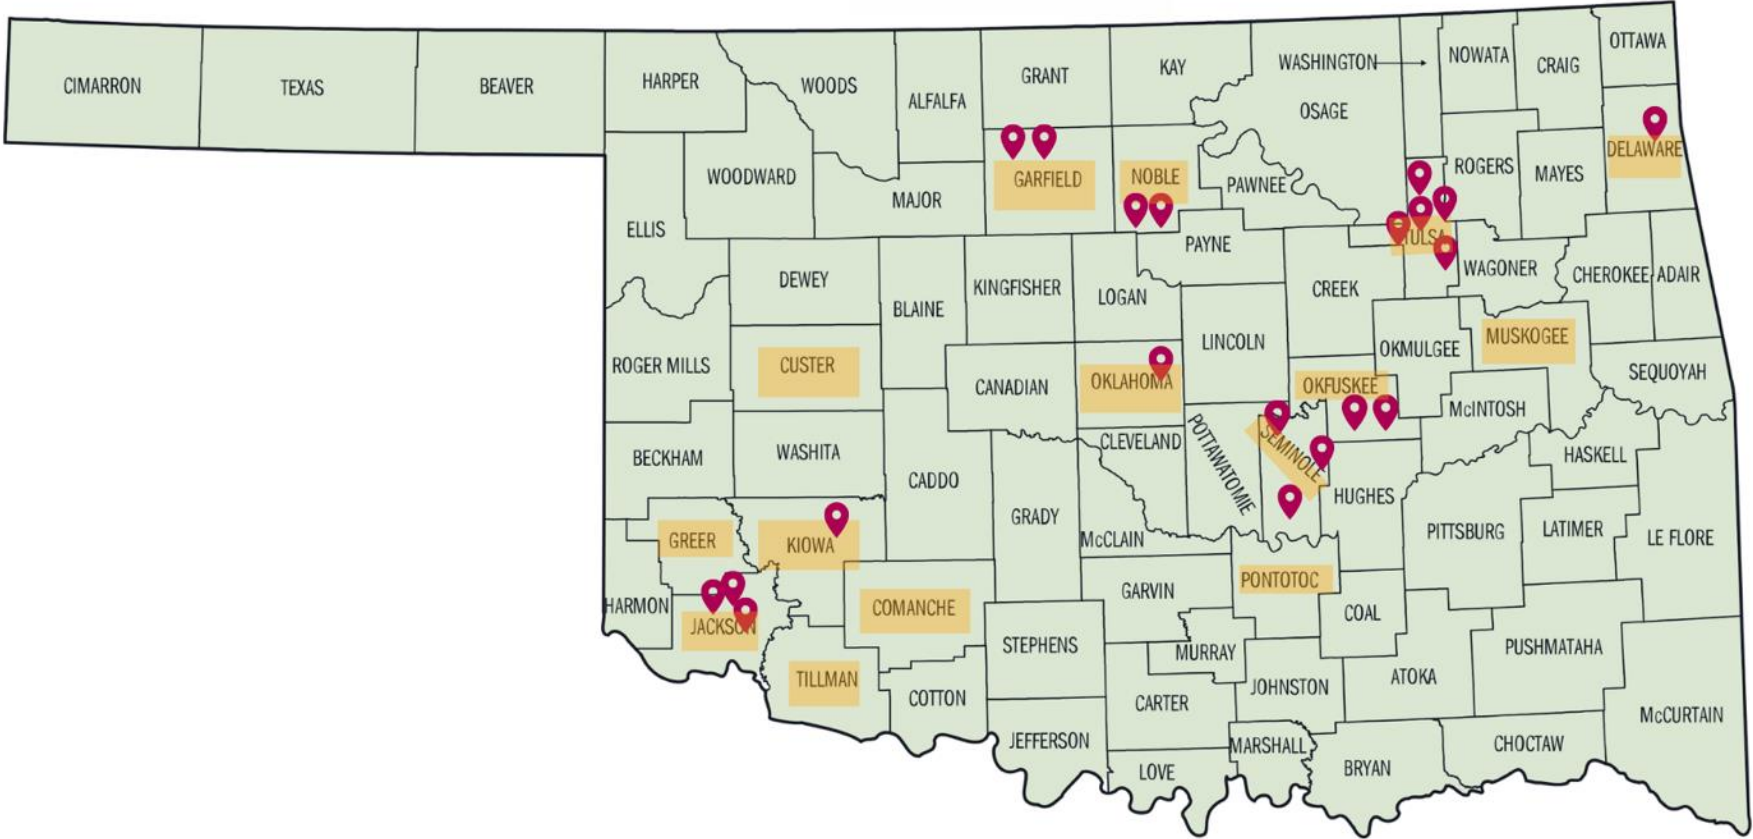 CIMARRON
TEXAS
BEAVER
HARPER
WOODS
ALFALFA
GRANT
KAY
WASHINGTON
OSAGE
NOWATA
CRAIG
OTTAWA
WOODWARD
MAJOR
GARFIELD
NOBLE
PAWNEE
ROGERS
MAYES
DELAWARE
ELLIS
DEWEY
BLAINE
KINGFISHER
LOGAN
PAYNE
CREEK
TULSA
WAGONER
CHEROKEE
ADAIR
ROGER MILLS
CUSTER
CANADIAN
OKLAHOMA
LINCOLN
OKFUSKEE
OKMULGEE
MUSKOGEE
McINTOSH
SEQUOYAH
BECKHAM
WASHITA
CADDO
GRADY
CLEVELAND
POTTAWATOMIE
SEMINOLE
HUGHES
HASKELL
GREER
KIOWA
McCLAIN
PITTSBURG
LATIMER
LE FLORE
HARMON
JACKSON
COMANCHE
GARVIN
PONTOTOC
COAL
STEPHENS
MURRAY
PUSHMATAHA
TILLMAN
COTTON
CARTER
JOHNSTON
ATOKA
McCURTAIN
JEFFERSON
LOVE
MARSHALL
BRYAN
CHOCTAW